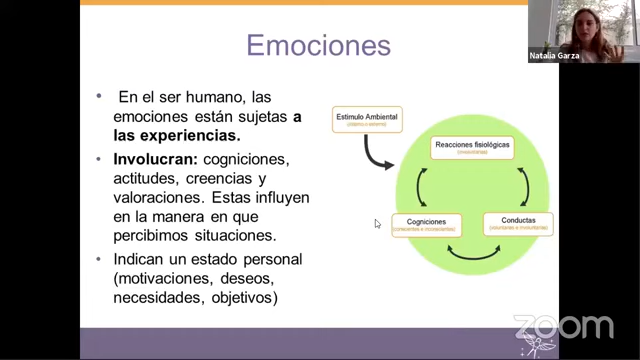 Emociones
• En el ser humano, las
emociones están sujetas a
las experiencias.
• Involucran: cogniciones,
actitudes, creencias y
valoraciones. Estas influyen
en la manera en que
percibimos situaciones.
• Indican un estado personal
(motivaciones, deseos,
necesidades, objetivos)
Estimulo Ambiental
Reacciones fisiológicas
(involuntarias)
Cogniciones
(conscientes e inconscientes)
Conductas
(voluntarias e involuntarias)
Natalia Garza
zoom